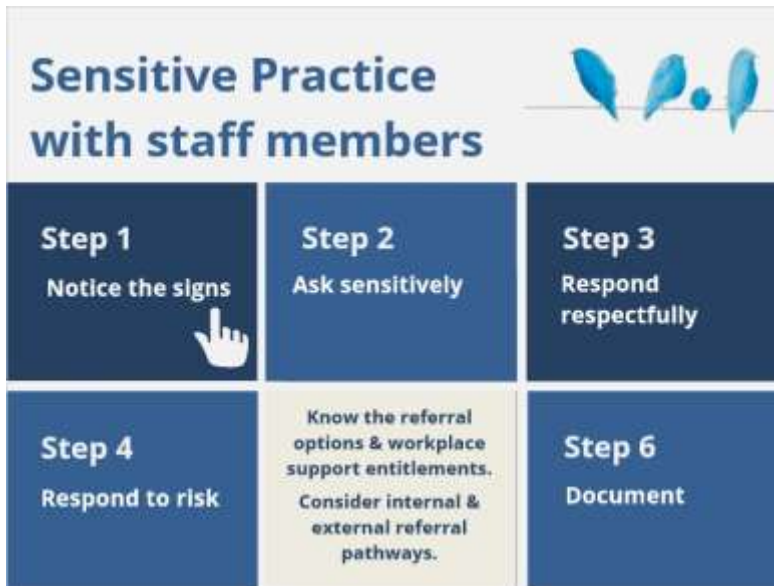 Sensitive Practice
with staff members
Step 1
Notice the signs
Step 2
Ask sensitively
Step 3
Respond
respectfully
Step 4
Respond to risk
Know the referral
options & workplace
support entitlements.
Consider internal &
external referral
pathways.
Step 6
Document